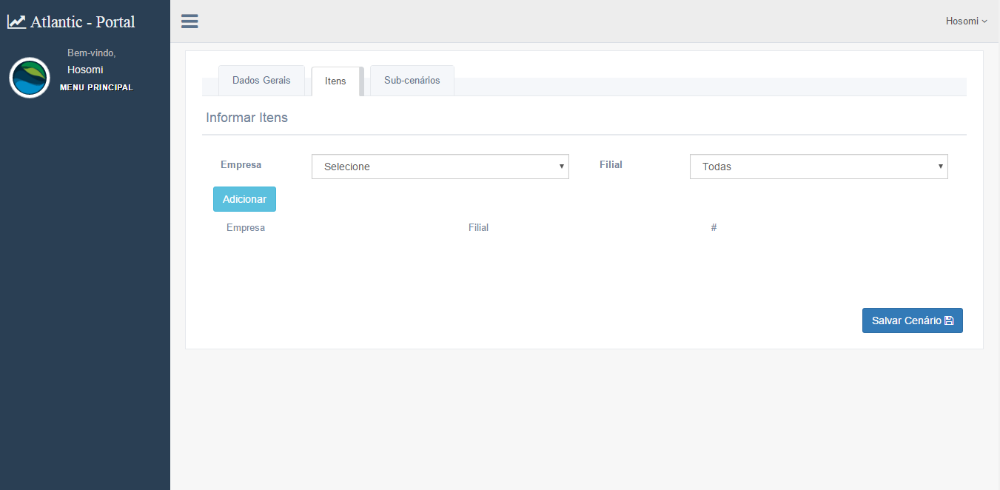 Atlantic - Portal
Bem-vindo,
Hosomi
MENU PRINCIPAL
Hosomi
Dados Gerais
Itens
Sub-cenários
Informar Itens
Empresa
Selecione
Filial
Todas
Adicionar
Empresa
Filial
#
Salvar Cenário